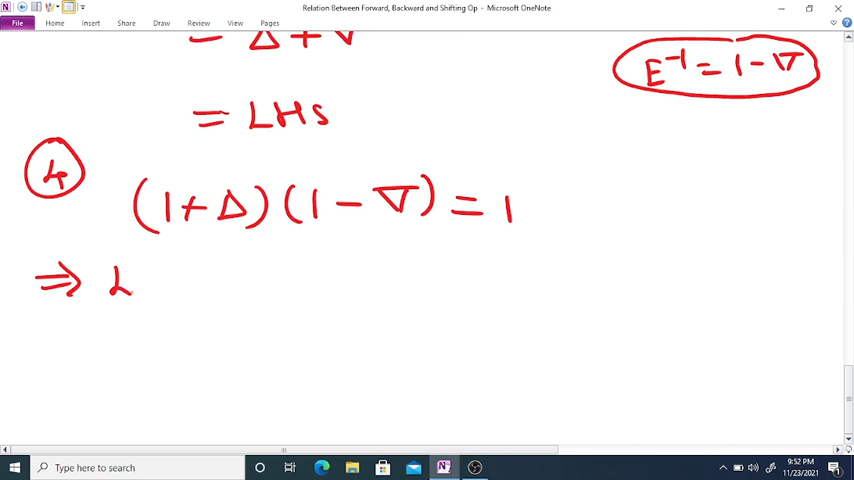 Relation Between Forward, Backward and Shifting Op - Microsoft OneNote
File Home Insert Share Draw History Review View Pages
= Δ + ∇
E⁻¹ = 1 - ∇
= LHS
4
(1 + Δ) (1 - ∇) = 1
⇒ L
Type here to search
9:52 PM
11/23/2021